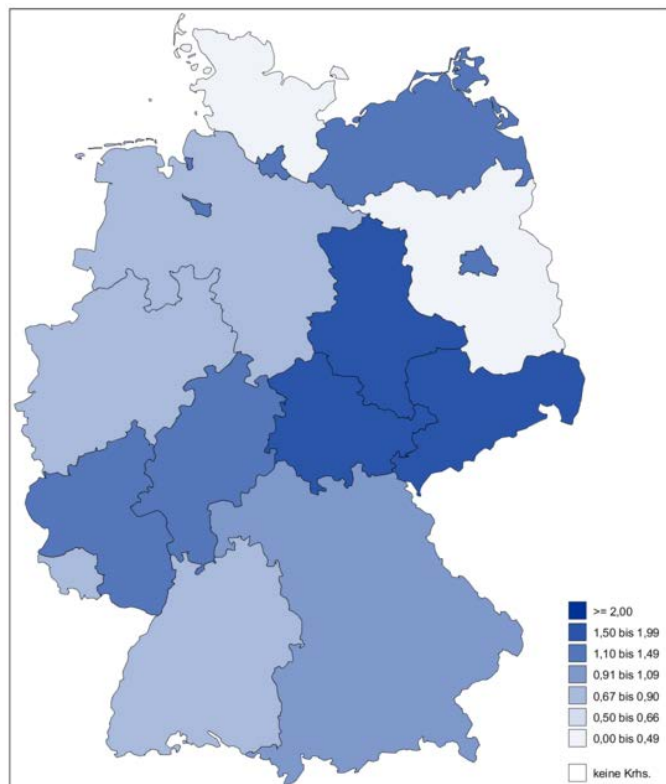 >= 2,00
1,50 bis 1,99
1,10 bis 1,49
0,91 bis 1,09
0,67 bis 0,90
0,50 bis 0,66
0,00 bis 0,49
keine Krhs.